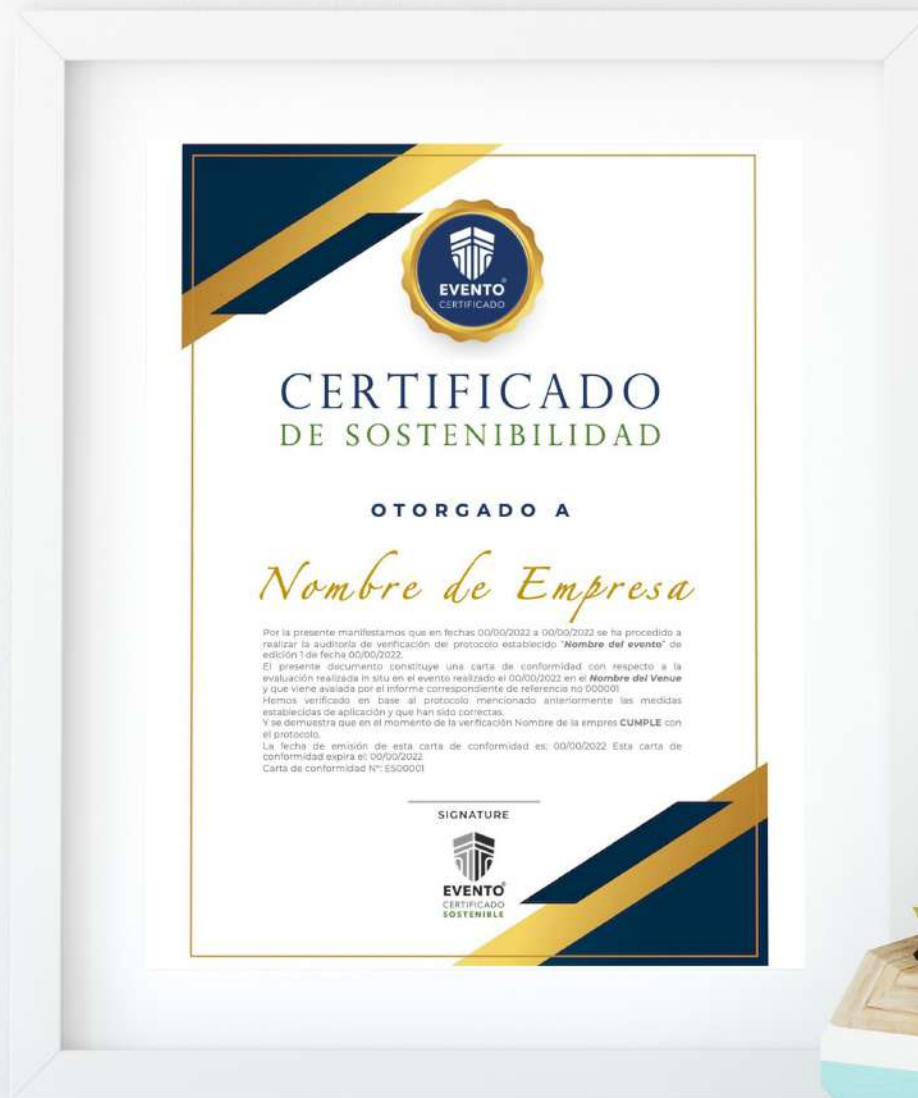 EVENTO®
CERTIFICADO
CERTIFICADO
DE SOSTENIBILIDAD
OTORGADO A
Nombre de Empresa
Por la presente manifestamos que en fechas 00/00/2022 a 00/00/2022 se ha procedido a
realizar la auditoría de verificación del protocolo establecido "Nombre del evento" de
edición 1 de fecha 00/00/2022.
El presente documento constituye una carta de conformidad con respecto a la
evaluación realizada in situ en el evento realizado el 00/00/2022 en el Nombre del Venue
y que viene avalada por el informe correspondiente de referencia no 000001
Hemos verificado en base al protocolo mencionado anteriormente las medidas
establecidas de aplicación y que han sido correctas.
Y se demuestra que en el momento de la verificación Nombre de la empres CUMPLE con
el protocolo.
La fecha de emisión de esta carta de conformidad es: 00/00/2022 Esta carta de
conformidad expira el: 00/00/2022
Carta de conformidad Nº: ES00001
SIGNATURE
EVENTO®
CERTIFICADO
SOSTENIBLE